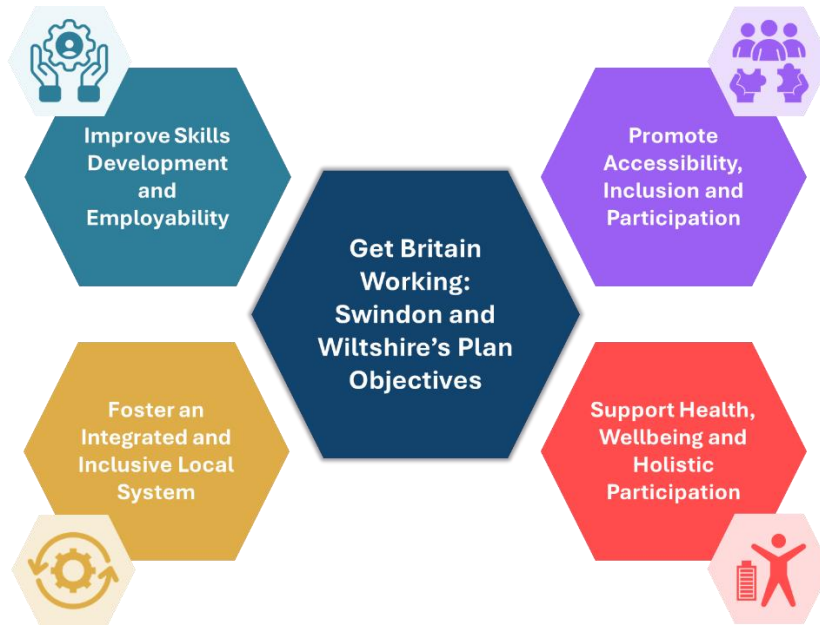 Improve Skills
Development
and
Employability
Promote
Accessibility,
Inclusion and
Participation
Get Britain
Working:
Swindon and
Wiltshire’s Plan
Objectives
Foster an
Integrated and
Inclusive Local
System
Support Health,
Wellbeing and
Holistic
Participation